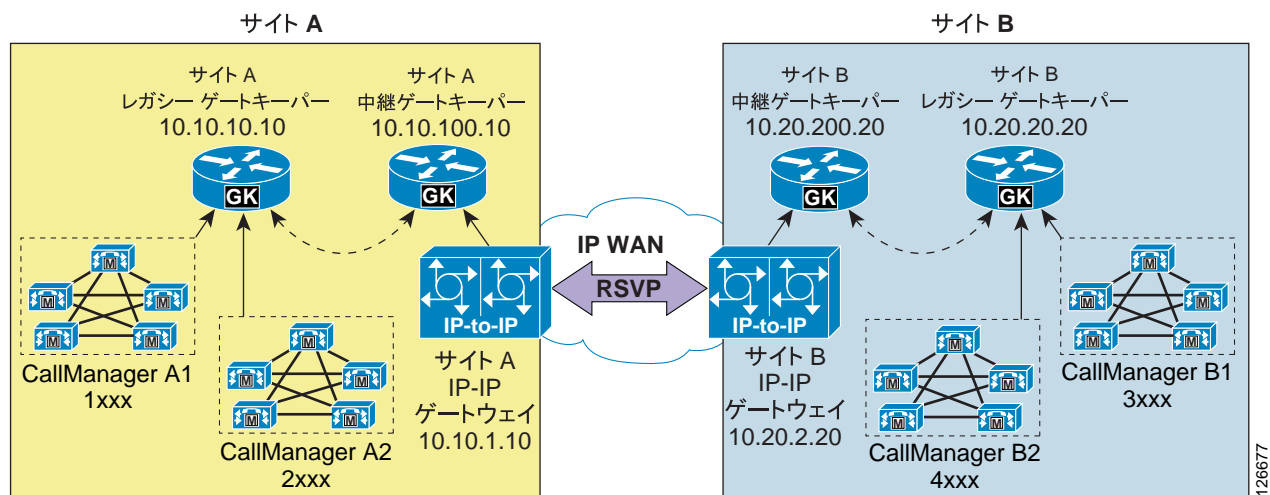 サイト A
サイト B
サイト A
レガシー ゲートキーパー
10.10.10.10
サイト A
中継ゲートキーパー
10.10.100.10
サイト B
中継ゲートキーパー
10.20.200.20
サイト B
レガシー ゲートキーパー
10.20.20.20
GK
GK
GK
GK
IP WAN
RSVP
IP-to-IP
IP-to-IP
M
M
M
M
M
CallManager A1
1xxx
M
M
M
M
M
CallManager A2
2xxx
サイト A
IP-IP
ゲートウェイ
10.10.1.10
サイト B
IP-IP
ゲートウェイ
10.20.2.20
M
M
M
M
M
CallManager B2
4xxx
M
M
M
M
M
CallManager B1
3xxx
126677